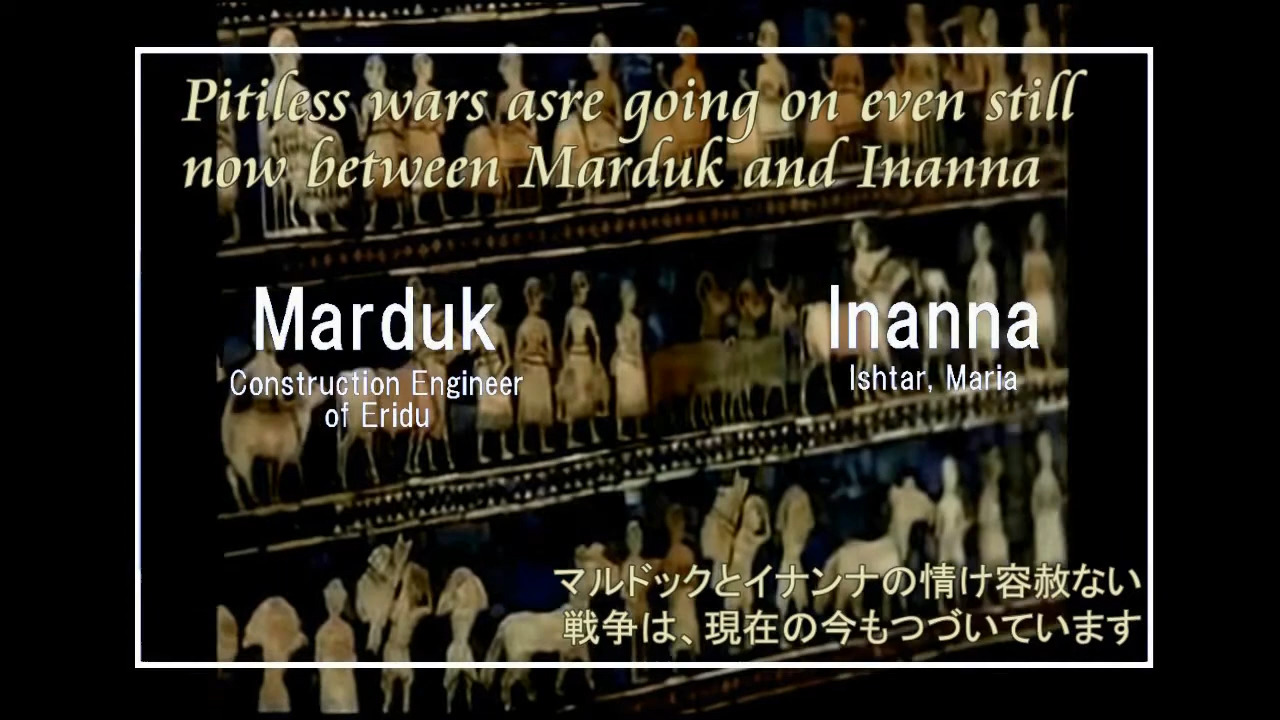 Pitiless wars asre going on even still
now between Marduk and Inanna
Marduk
Construction Engineer
of Eridu
Inanna
Ishtar, Maria
マルドックとイナンナの情け容赦ない
戦争は、現在の今もつづいています